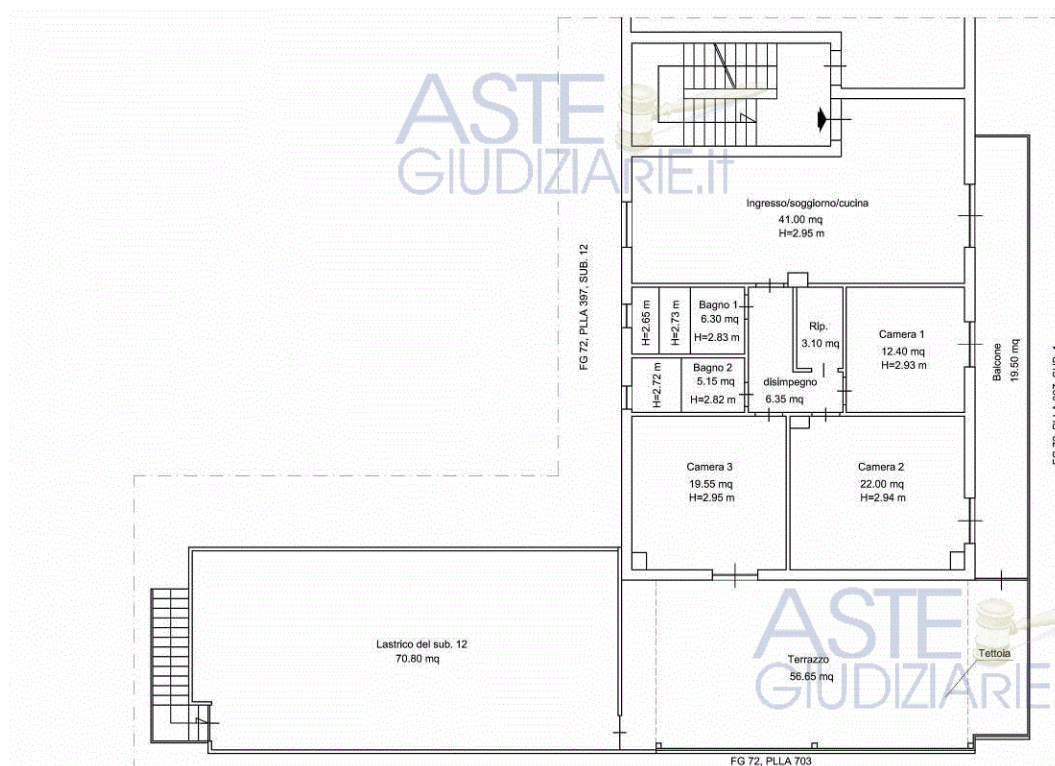 ASTE
GIUDIZIARIE.it
Ingresso/soggiorno/cucina
41.00 mq
H=2.95 m
FG 72, PLLA 397, SUB. 12
H=2.65 m
H=2.73 m
Bagno 1
6.30 mq
H=2.83 m
Rip.
3.10 mq
Camera 1
12.40 mq
H=2.93 m
Balcone
19.50 mq
H=2.72 m
Bagno 2
5.15 mq
H=2.82 m
disimpegno
6.35 mq
Camera 3
19.55 mq
H=2.95 m
Camera 2
22.00 mq
H=2.94 m
Lastrico del sub. 12
70.80 mq
Terrazzo
56.65 mq
Tettoia
ASTE
GIUDIZIARIE
FG 72, PLLA 703